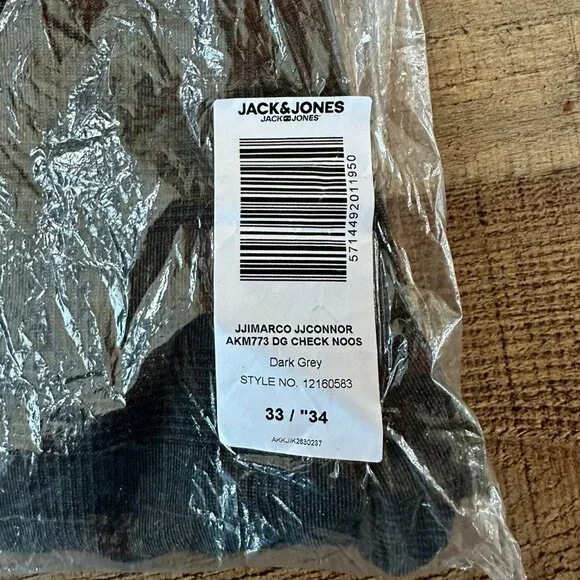 JACK&JONES
JACK & JONES
5714492011950
JJIMARCO JJCONNOR
AKM773 DG CHECK NOOS
Dark Grey
STYLE NO. 12160583
33 / "34
AKKJIK2630237